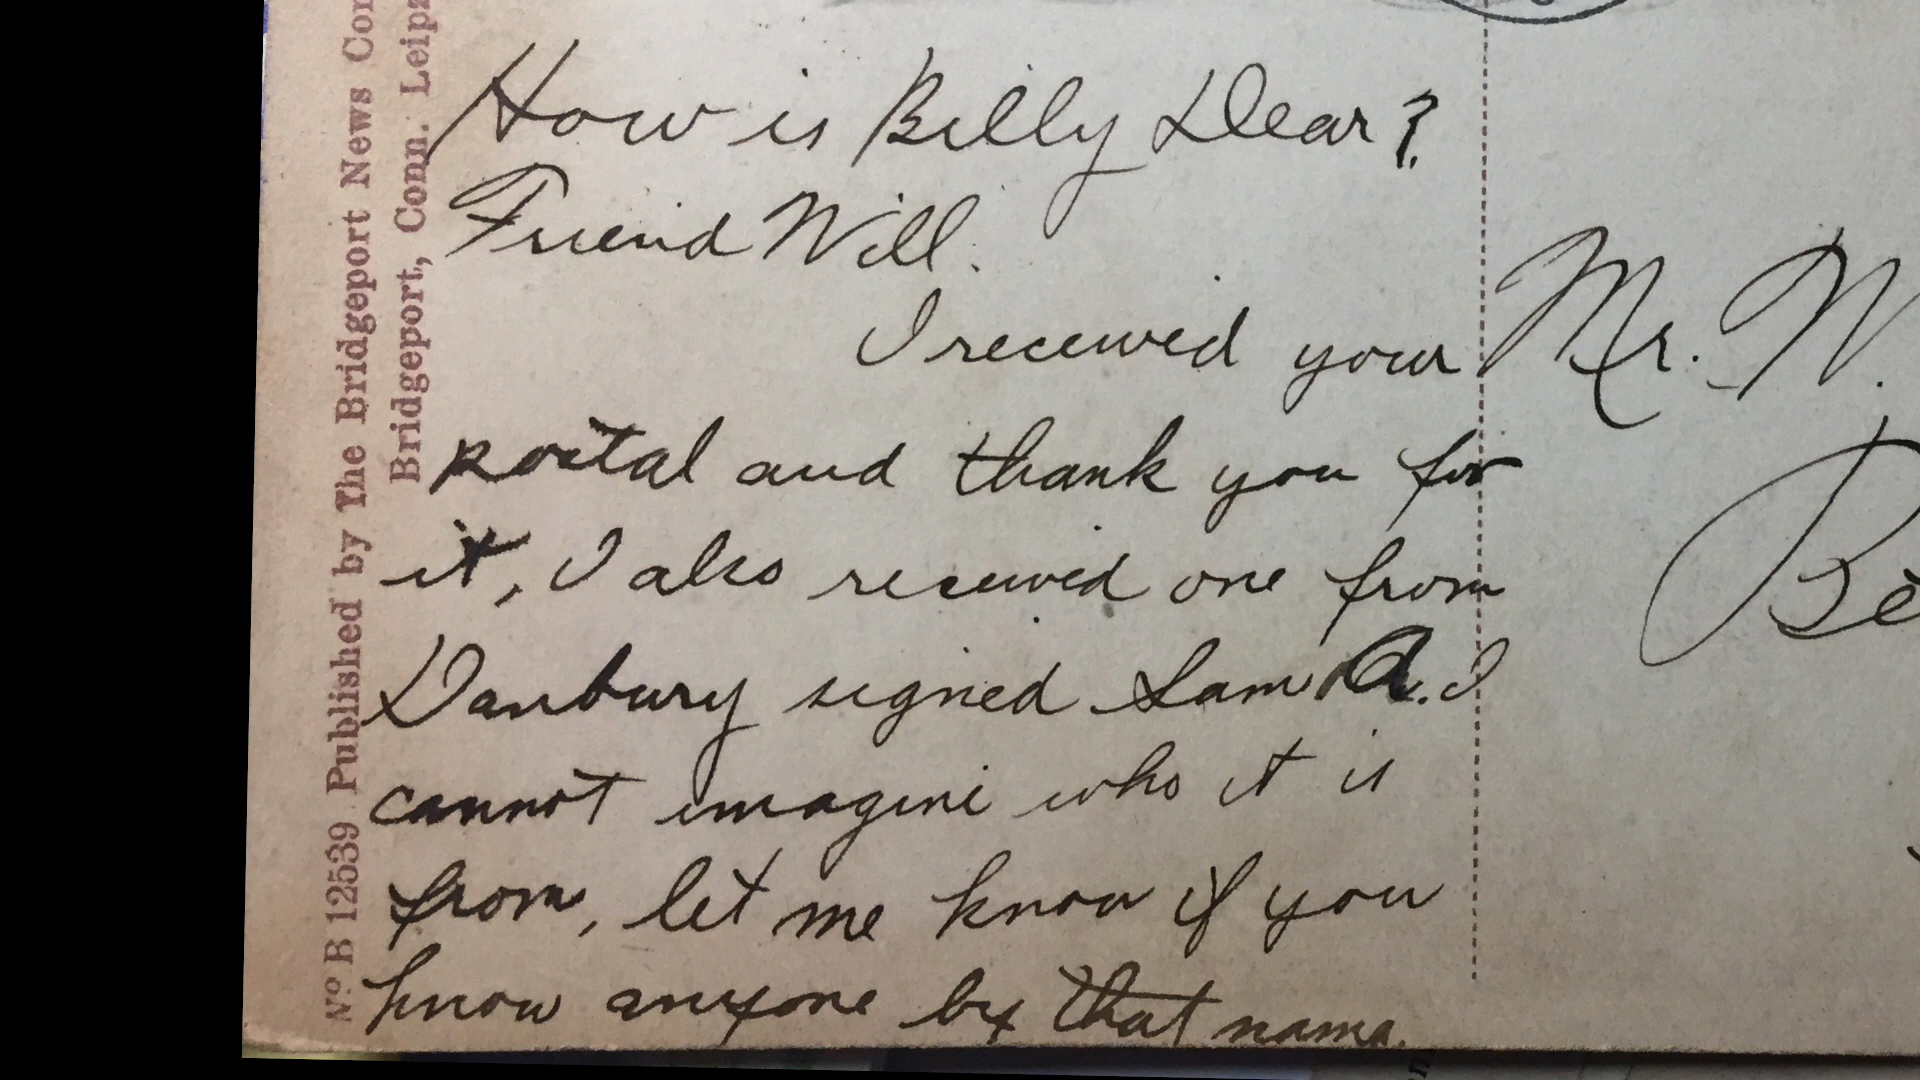 How is Billy Dear?
Friend Will.
I received your
postal and thank you for
it, I also received one from
Danbury signed Sam A. I
cannot imagine who it is
from, let me know if you
know anyone by that name.
Mr. W.
Be
No B 12539 Published by The Bridgeport News Co
Bridgeport, Conn. Leip